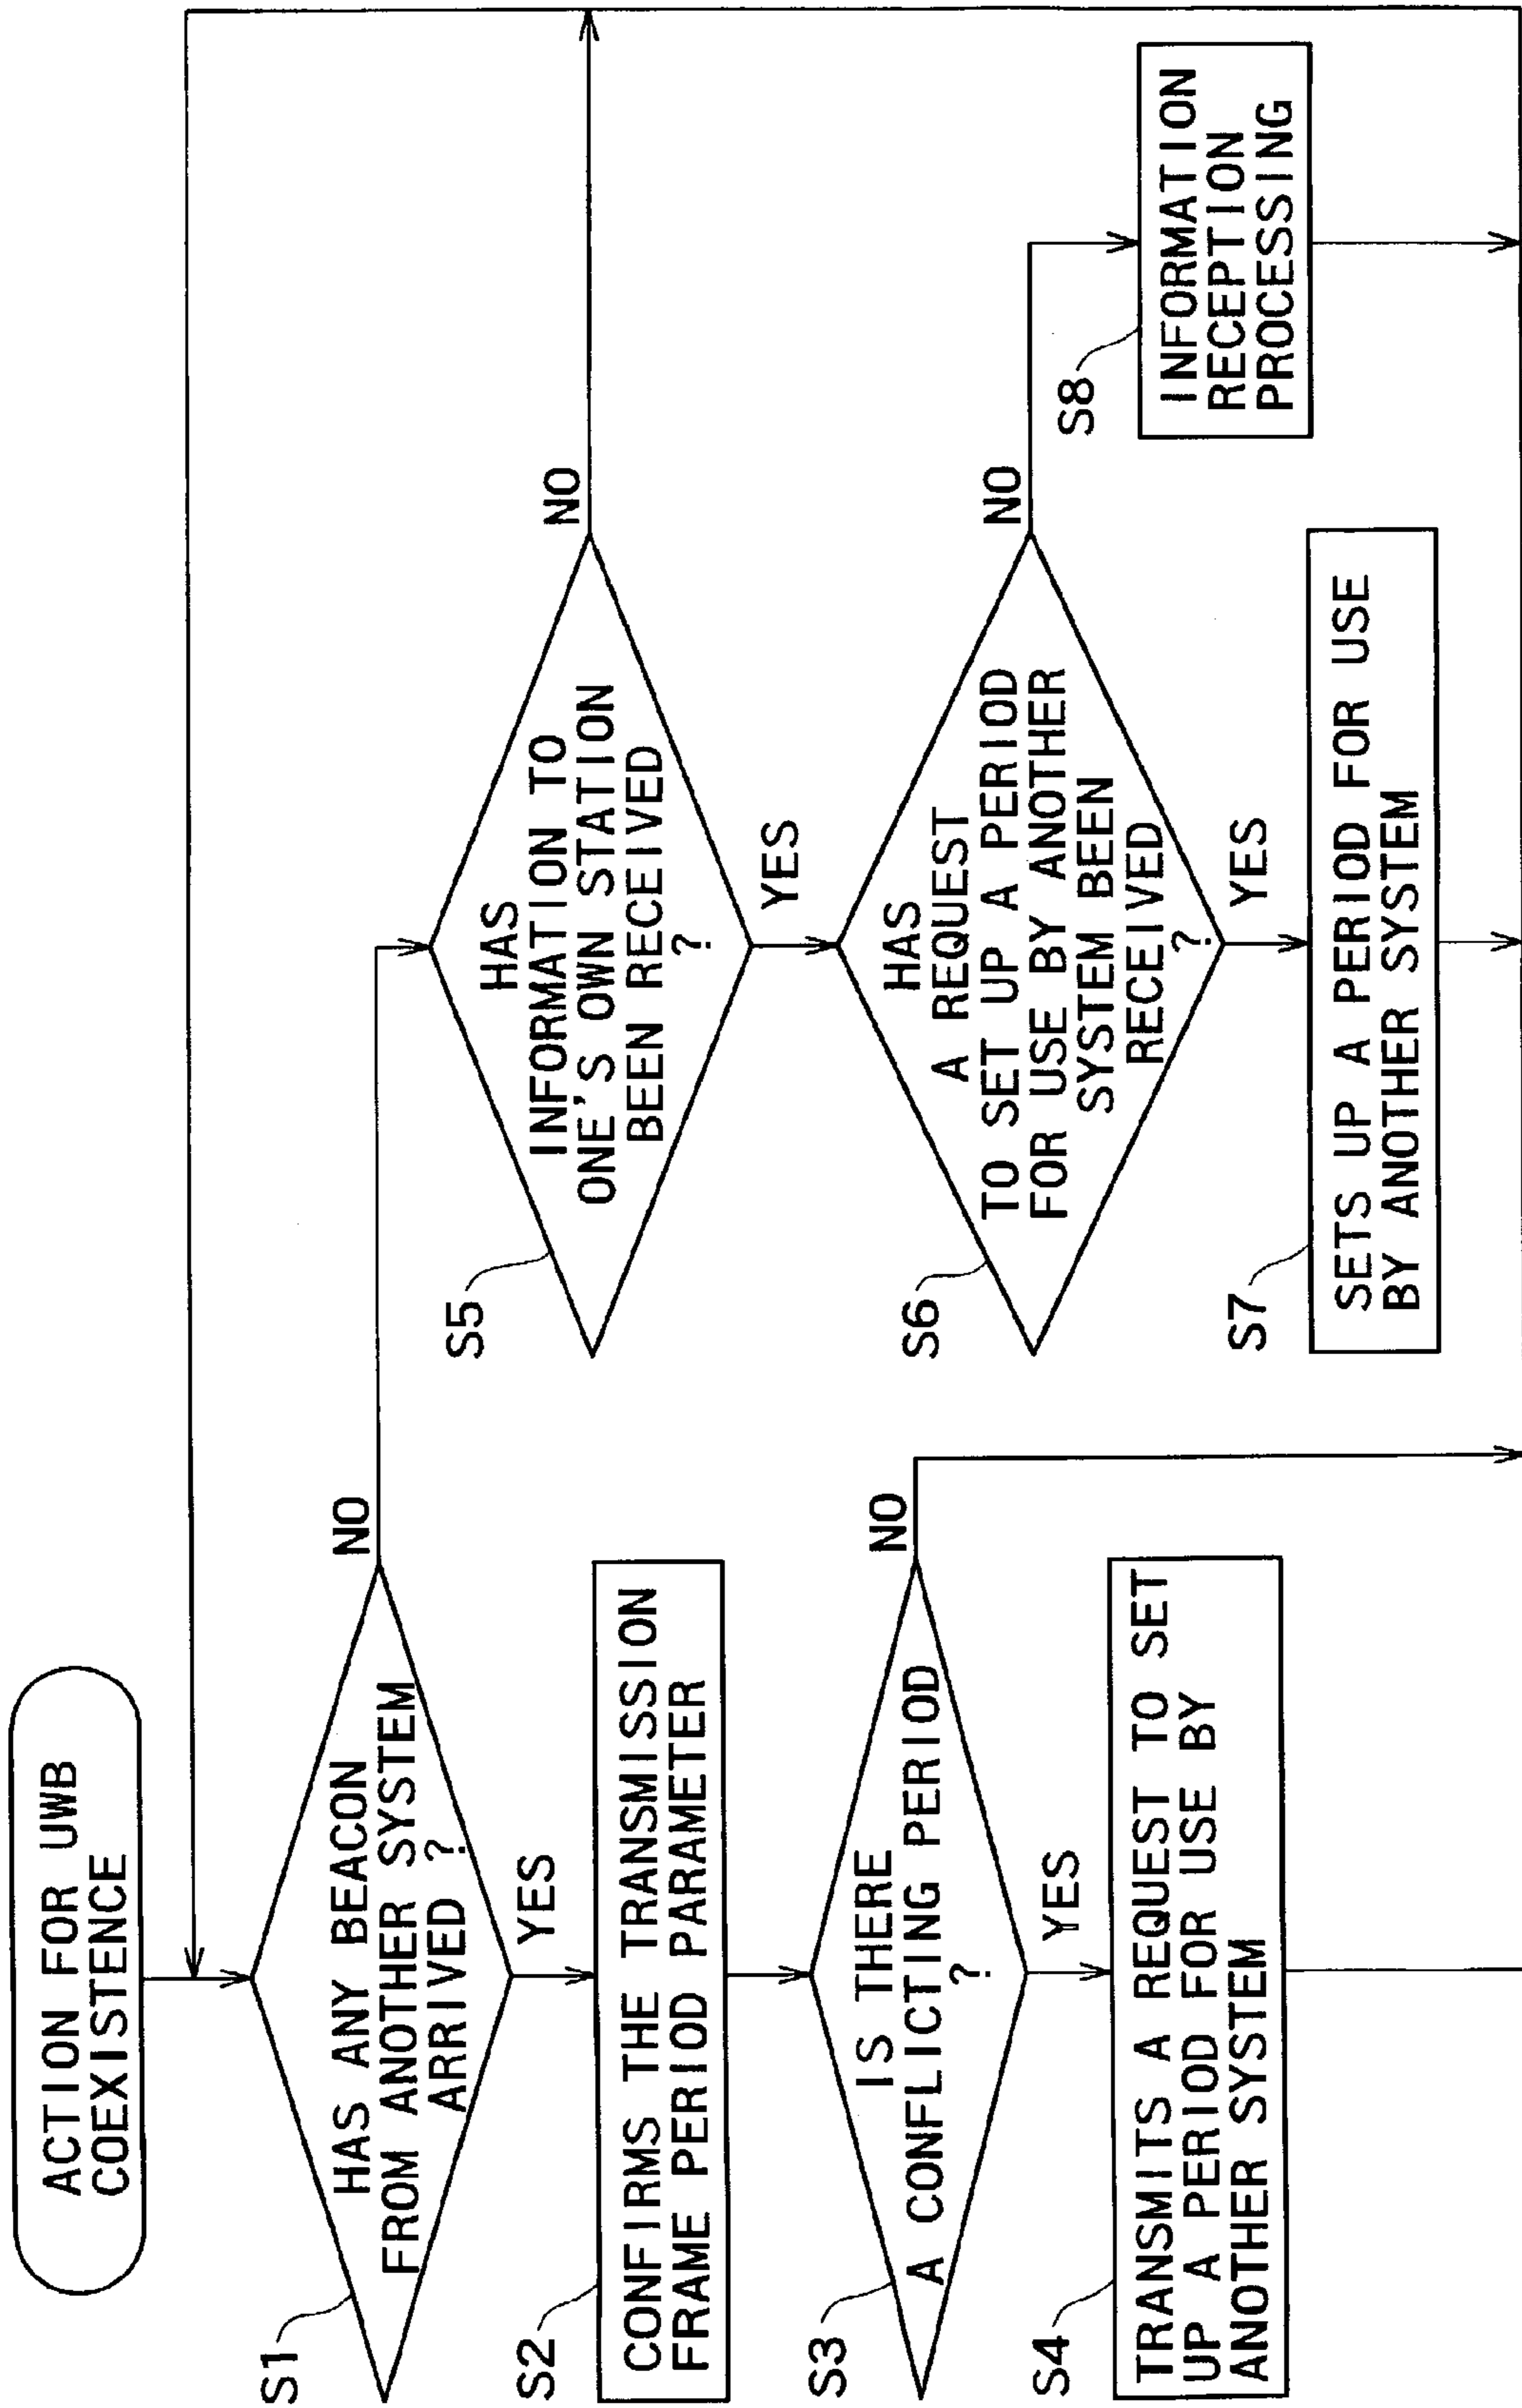 ACTION FOR UWB
COEXISTENCE
S1
HAS ANY BEACON
FROM ANOTHER SYSTEM
ARRIVED ?
NO
YES
S2
CONFIRMS THE TRANSMISSION
FRAME PERIOD PARAMETER
S3
IS THERE
A CONFLICTING PERIOD
?
NO
YES
S4
TRANSMITS A REQUEST TO SET
UP A PERIOD FOR USE BY
ANOTHER SYSTEM
S5
HAS
INFORMATION TO
ONE'S OWN STATION
BEEN RECEIVED
?
NO
YES
S6
HAS
A REQUEST
TO SET UP A PERIOD
FOR USE BY ANOTHER
SYSTEM BEEN
RECEIVED
?
NO
YES
S7
SETS UP A PERIOD FOR USE
BY ANOTHER SYSTEM
S8
INFORMATION
RECEPTION
PROCESSING